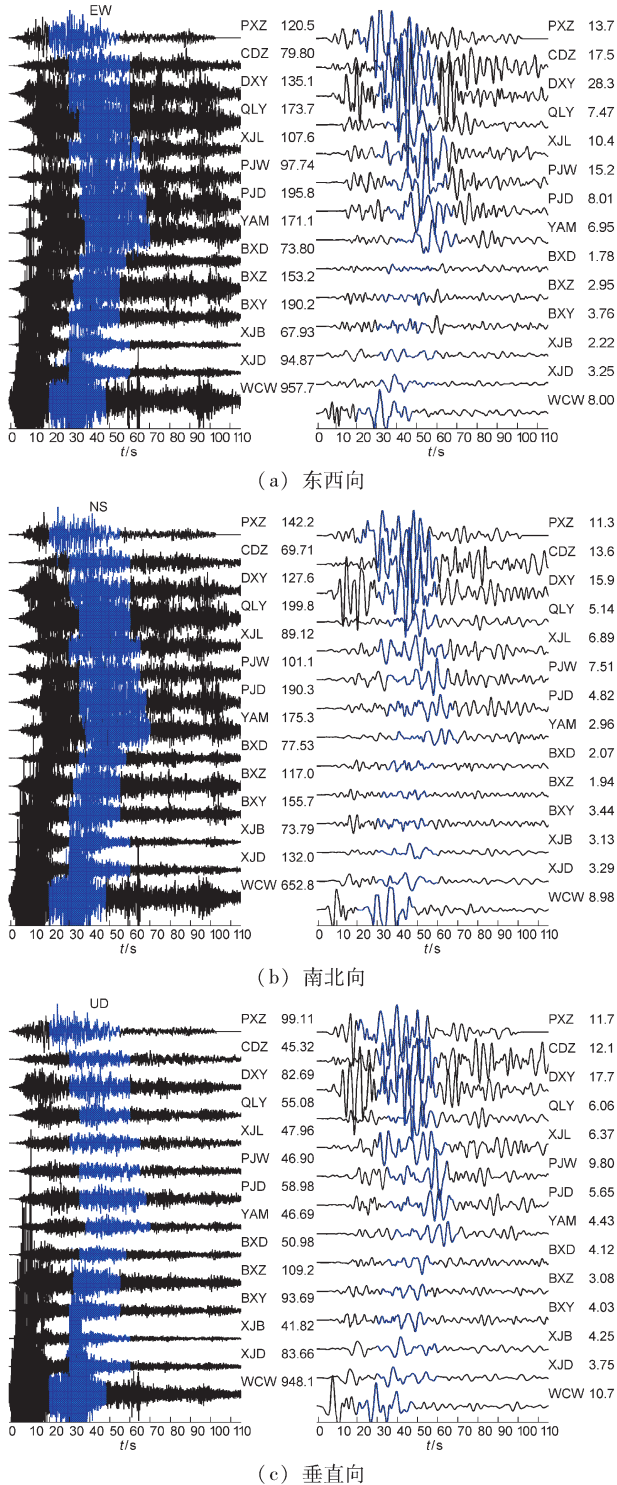 EW
PXZ 120.5 PXZ 13.7
CDZ 79.80 CDZ 17.5
DXY 135.1 DXY 28.3
QLY 173.7 QLY 7.47
XJL 107.6 XJL 10.4
PJW 97.74 PJW 15.2
PJD 195.8 PJD 8.01
YAM 171.1 YAM 6.95
BXD 73.80 BXD 1.78
BXZ 153.2 BXZ 2.95
BXY 190.2 BXY 3.76
XJB 67.93 XJB 2.22
XJD 94.87 XJD 3.25
WCW 957.7 WCW 8.00
0 10 20 30 40 50 60 70 80 90 100 110 0 10 20 30 40 50 60 70 80 90 100 110
t/s t/s
(a) 东西向
NS
PXZ 142.2 PXZ 11.3
CDZ 69.71 CDZ 13.6
DXY 127.6 DXY 15.9
QLY 199.8 QLY 5.14
XJL 89.12 XJL 6.89
PJW 101.1 PJW 7.51
PJD 190.3 PJD 4.82
YAM 175.3 YAM 2.96
BXD 77.53 BXD 2.07
BXZ 117.0 BXZ 1.94
BXY 155.7 BXY 3.44
XJB 73.79 XJB 3.13
XJD 132.0 XJD 3.29
WCW 652.8 WCW 8.98
0 10 20 30 40 50 60 70 80 90 100 110 0 10 20 30 40 50 60 70 80 90 100 110
t/s t/s
(b) 南北向
UD
PXZ 99.11 PXZ 11.7
CDZ 45.32 CDZ 12.1
DXY 82.69 DXY 17.7
QLY 55.08 QLY 6.06
XJL 47.96 XJL 6.37
PJW 46.90 PJW 9.80
PJD 58.98 PJD 5.65
YAM 46.69 YAM 4.43
BXD 50.98 BXD 4.12
BXZ 109.2 BXZ 3.08
BXY 93.69 BXY 4.03
XJB 41.82 XJB 4.25
XJD 83.66 XJD 3.75
WCW 948.1 WCW 10.7
0 10 20 30 40 50 60 70 80 90 100 110 0 10 20 30 40 50 60 70 80 90 100 110
t/s t/s
(c) 垂直向